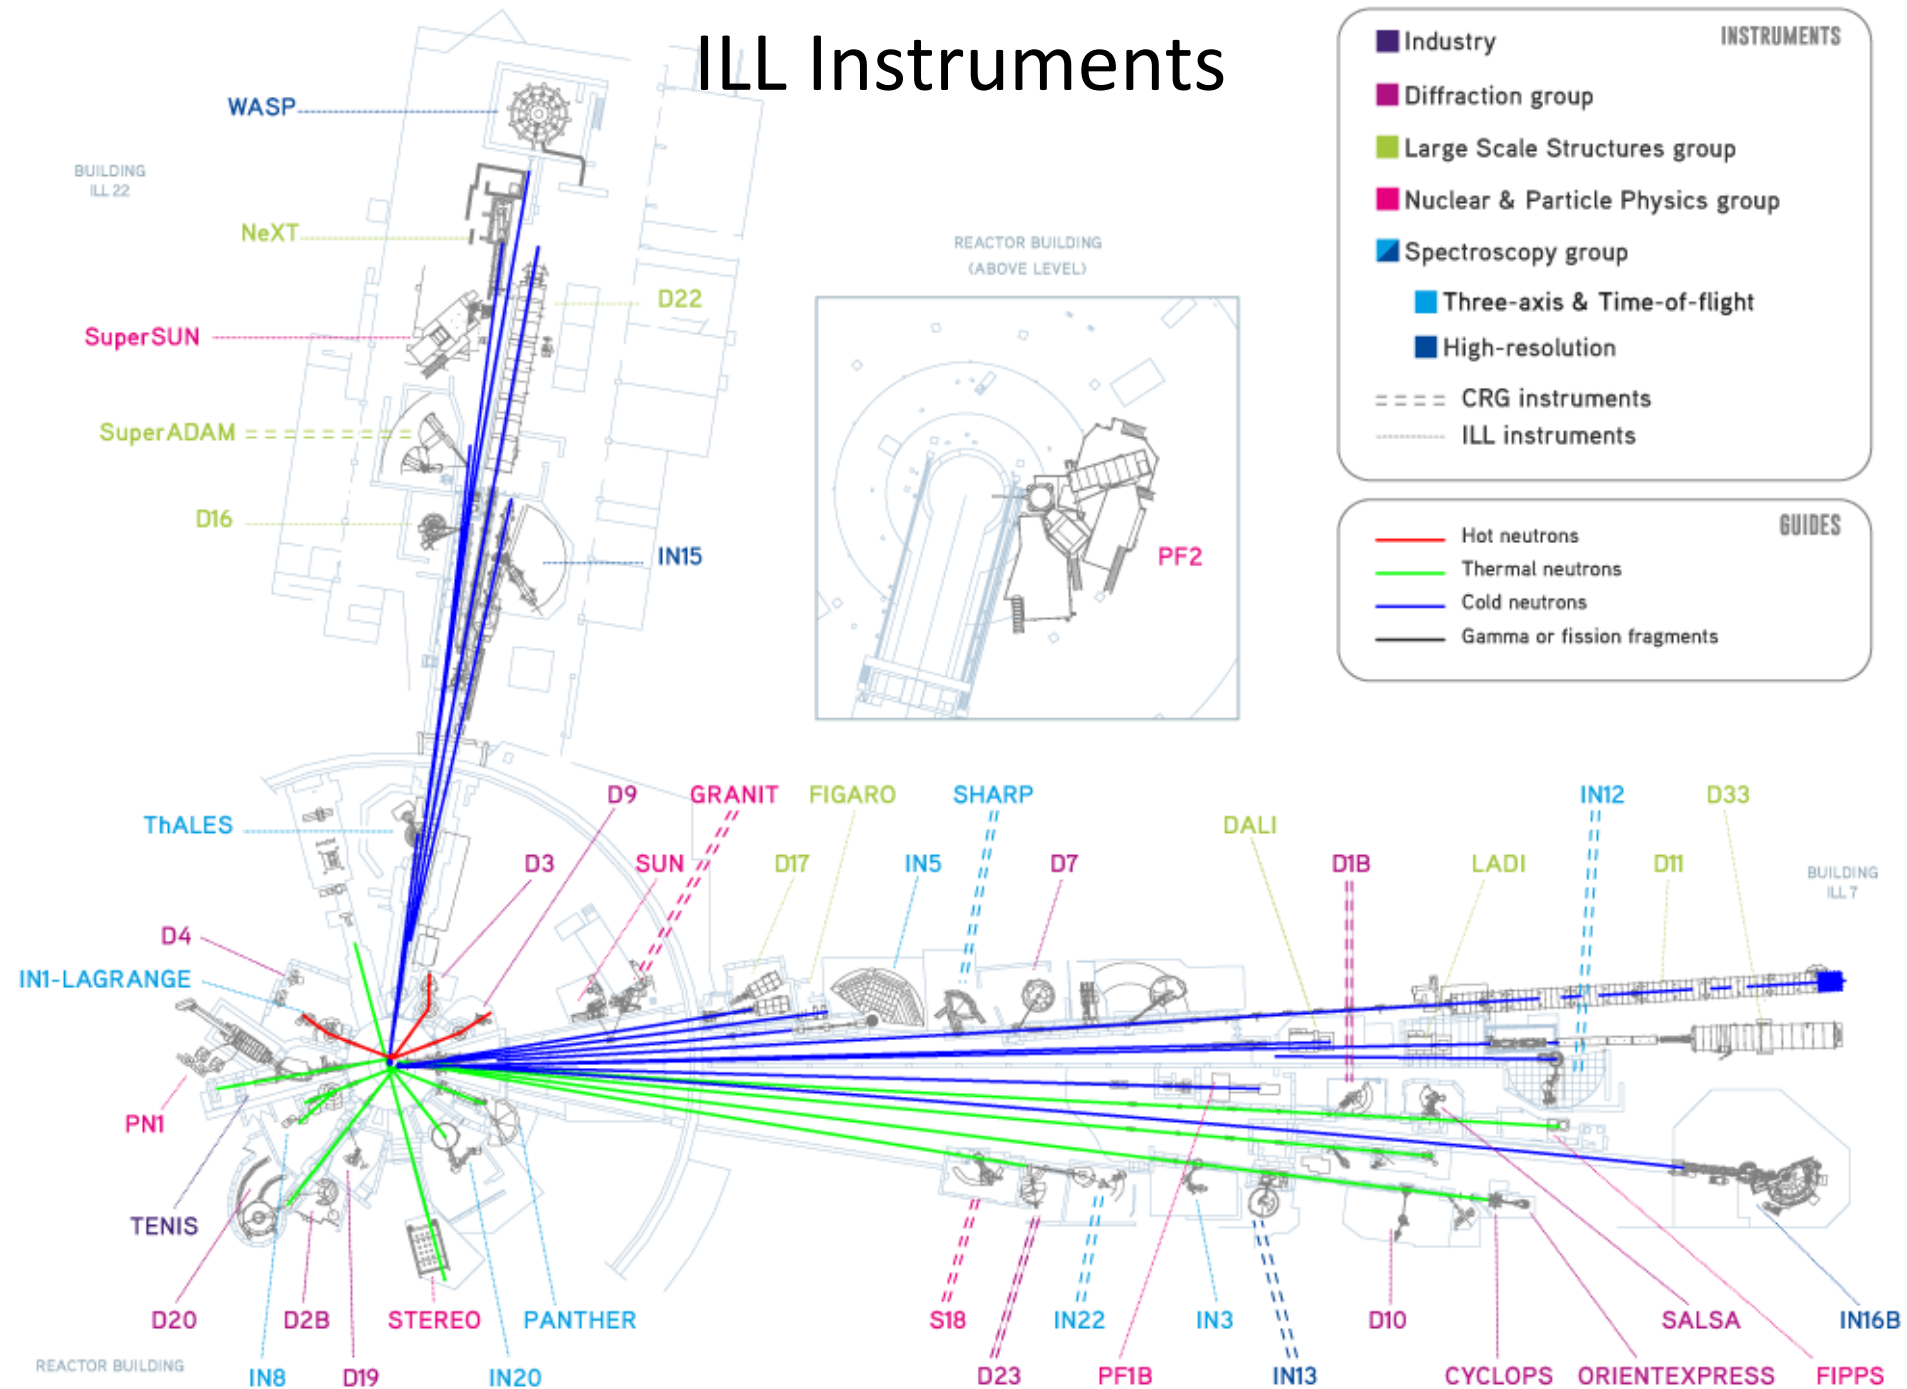 ILL Instruments
INSTRUMENTS
Industry
Diffraction group
Large Scale Structures group
Nuclear & Particle Physics group
Spectroscopy group
Three-axis & Time-of-flight
High-resolution
CRG instruments
ILL instruments
GUIDES
Hot neutrons
Thermal neutrons
Cold neutrons
Gamma or fission fragments
WASP
BUILDING
ILL 22
NeXT
D22
SuperSUN
SuperADAM
D16
IN15
REACTOR BUILDING
(ABOVE LEVEL)
PF2
ThALES
D9
GRANIT
FIGARO
SHARP
IN12
D33
DALI
D3
SUN
D17
IN5
D7
D1B
LADI
D11
BUILDING
ILL 7
D4
IN1-LAGRANGE
PN1
TENIS
D20
D2B
STEREO
PANTHER
S18
IN22
IN3
D10
SALSA
IN16B
REACTOR BUILDING
IN8
D19
IN20
D23
PF1B
IN13
CYCLOPS
ORIENTEXPRESS
FIPPS